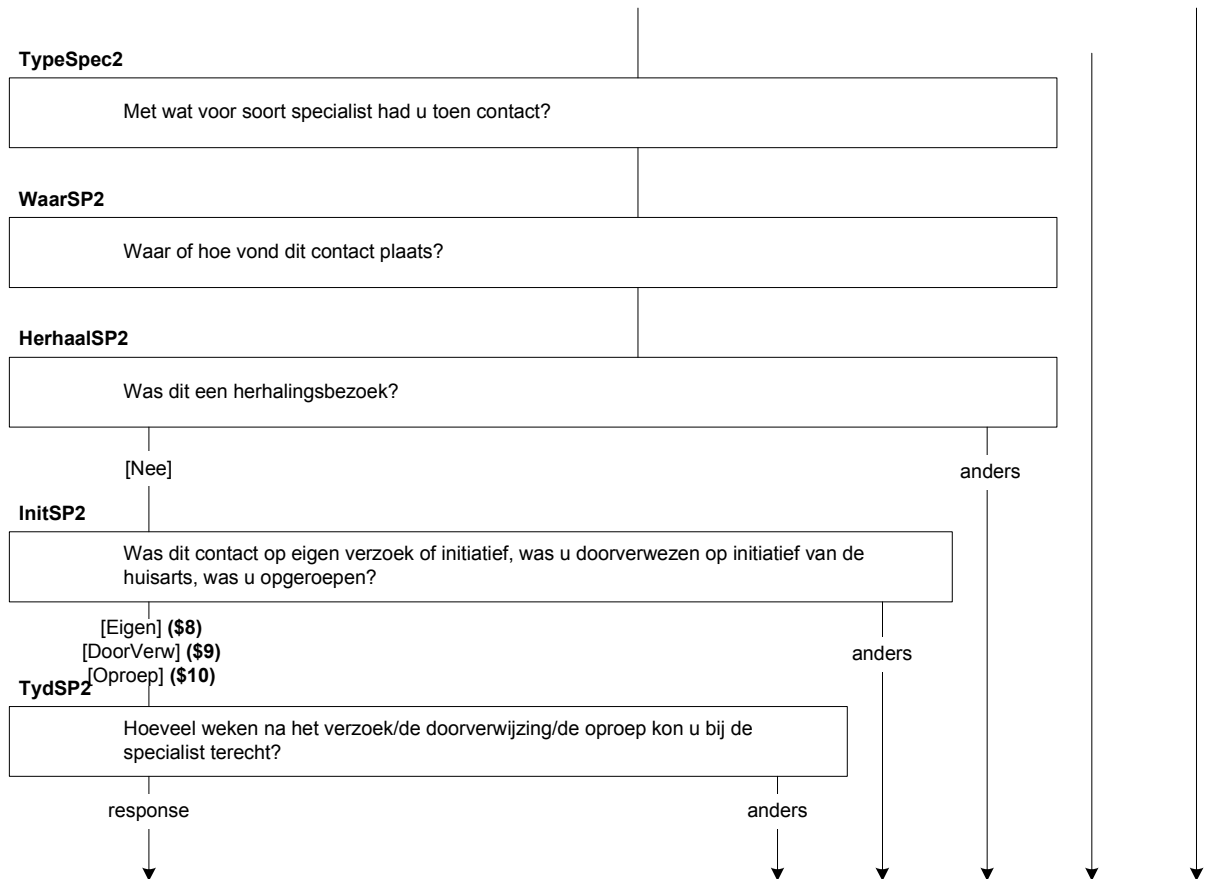 TypeSpec2
Met wat voor soort specialist had u toen contact?
WaarSP2
Waar of hoe vond dit contact plaats?
HerhaalSP2
Was dit een herhalingsbezoek?
[Nee]
anders
InitSP2
Was dit contact op eigen verzoek of initiatief, was u doorverwezen op initiatief van de
huisarts, was u opgeroepen?
[Eigen] ($8)
[DoorVerw] ($9)
[Oproep] ($10)
anders
TydSP2
Hoeveel weken na het verzoek/de doorverwijzing/de oproep kon u bij de
specialist terecht?
response
anders